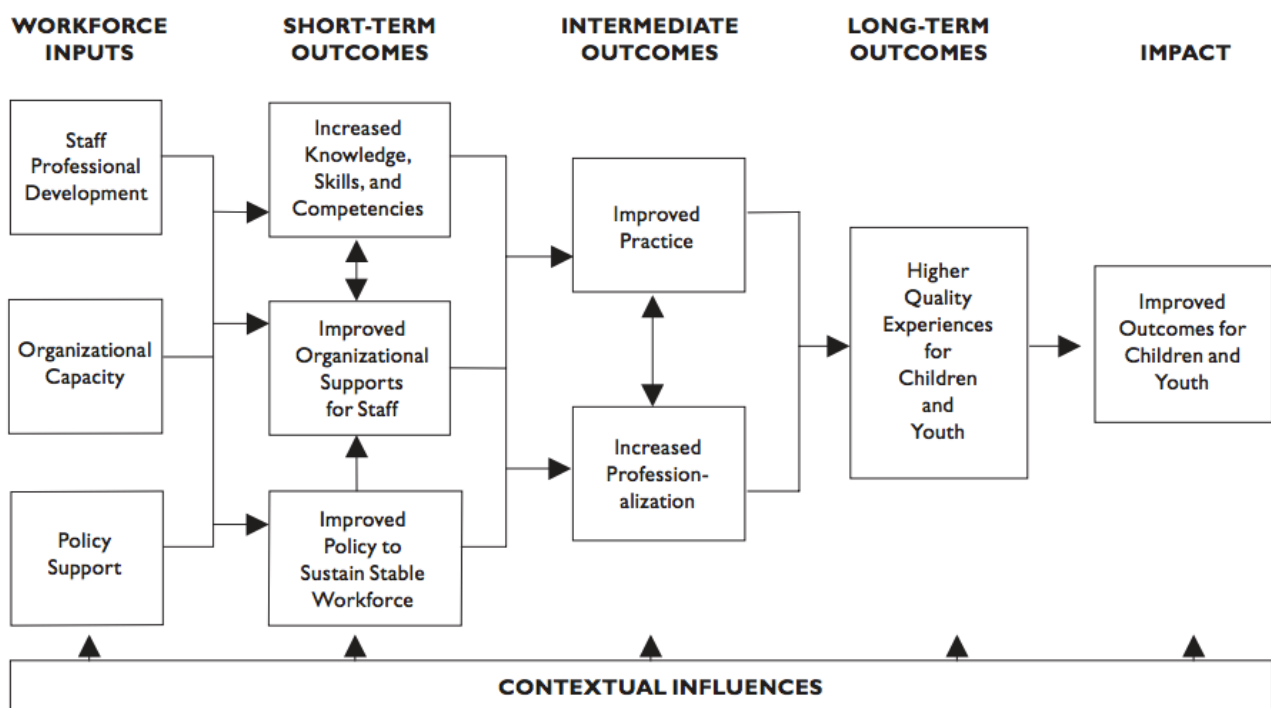 WORKFORCE
INPUTS
SHORT-TERM
OUTCOMES
INTERMEDIATE
OUTCOMES
LONG-TERM
OUTCOMES
IMPACT
Staff
Professional
Development
Organizational
Capacity
Policy
Support
Increased
Knowledge,
Skills, and
Competencies
Improved
Organizational
Supports
for Staff
Improved
Policy to
Sustain Stable
Workforce
Improved
Practice
Increased
Profession-
alization
Higher
Quality
Experiences
for
Children
and
Youth
Improved
Outcomes for
Children and
Youth
CONTEXTUAL INFLUENCES